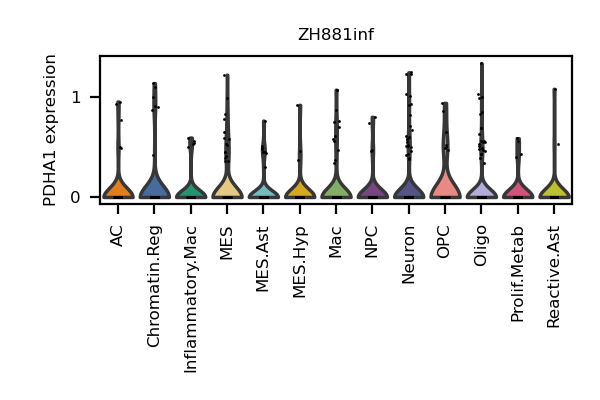 ZH881inf
PDHA1 expression
1
0
AC
Chromatin.Reg
Inflammatory.Mac
MES
MES.Ast
MES.Hyp
Mac
NPC
Neuron
OPC
Oligo
Prolif.Metab
Reactive.Ast